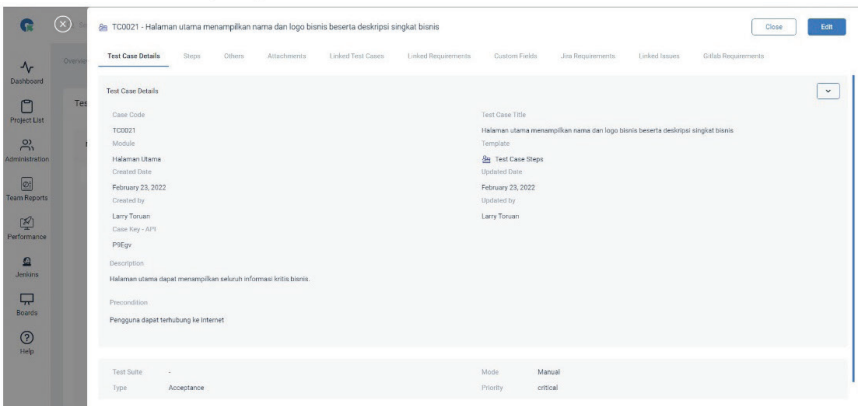 TC0021 - Halaman utama menampilkan nama dan logo bisnis beserta deskripsi singkat bisnis
Close
Edit
Test Case Details
Steps
Others
Attachments
Linked Test Cases
Linked Requirements
Custom Fields
Jira Requirements
Linked Issues
Gitlab Requirements
Dashboard
Project List
Administration
Team Reports
Performance
Jenkins
Boards
Help
Test Case Details
Case Code
TC0021
Module
Halaman Utama
Created Date
February 23, 2022
Created by
Larry Toruan
Case Key - API
P9Egv
Test Case Title
Halaman utama menampilkan nama dan logo bisnis beserta deskripsi singkat bisnis
Template
Test Case Steps
Updated Date
February 23, 2022
Updated by
Larry Toruan
Description
Halaman utama dapat menampilkan seluruh informasi kritis bisnis.
Precondition
Pengguna dapat terhubung ke internet
Test Suite -
Mode Manual
Type Acceptance
Priority critical